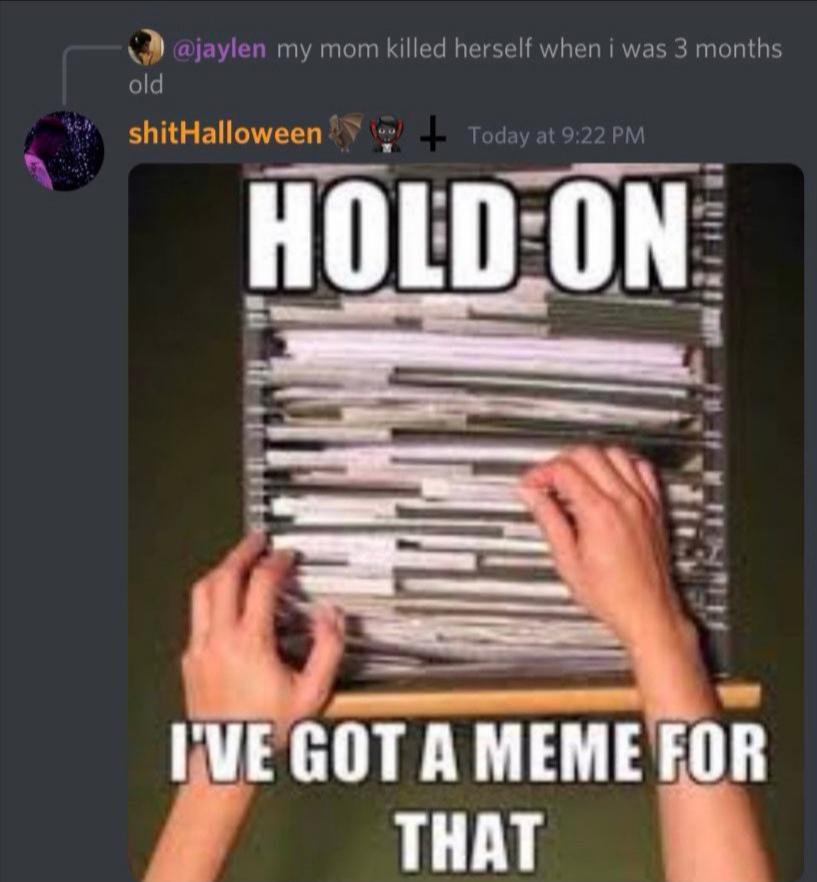 @jaylen my mom killed herself when i was 3 months
old
shitHalloween Today at 9:22 PM
HOLD ON
I'VE GOT A MEME FOR
THAT